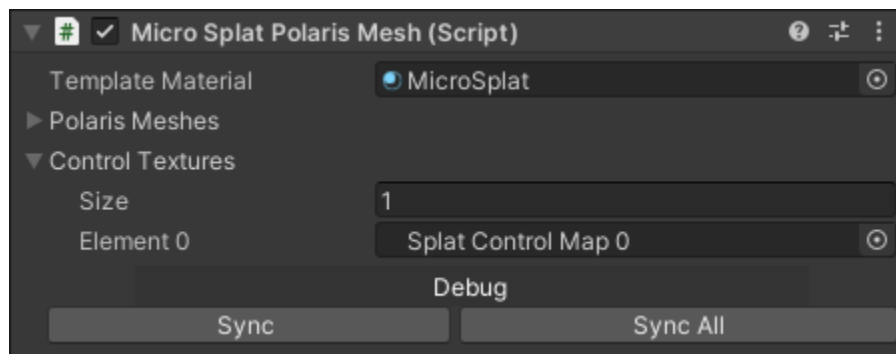 Micro Splat Polaris Mesh (Script)
Template Material MicroSplat
Polaris Meshes
Control Textures
Size 1
Element 0 Splat Control Map 0
Debug
Sync Sync All